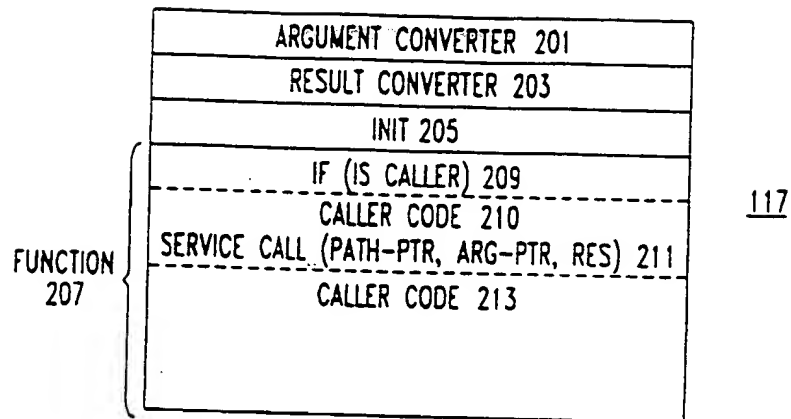 ARGUMENT CONVERTER 201
RESULT CONVERTER 203
INIT 205
IF (IS CALLER) 209
CALLER CODE 210
SERVICE CALL (PATH-PTR, ARG-PTR, RES) 211
CALLER CODE 213
FUNCTION
207
117